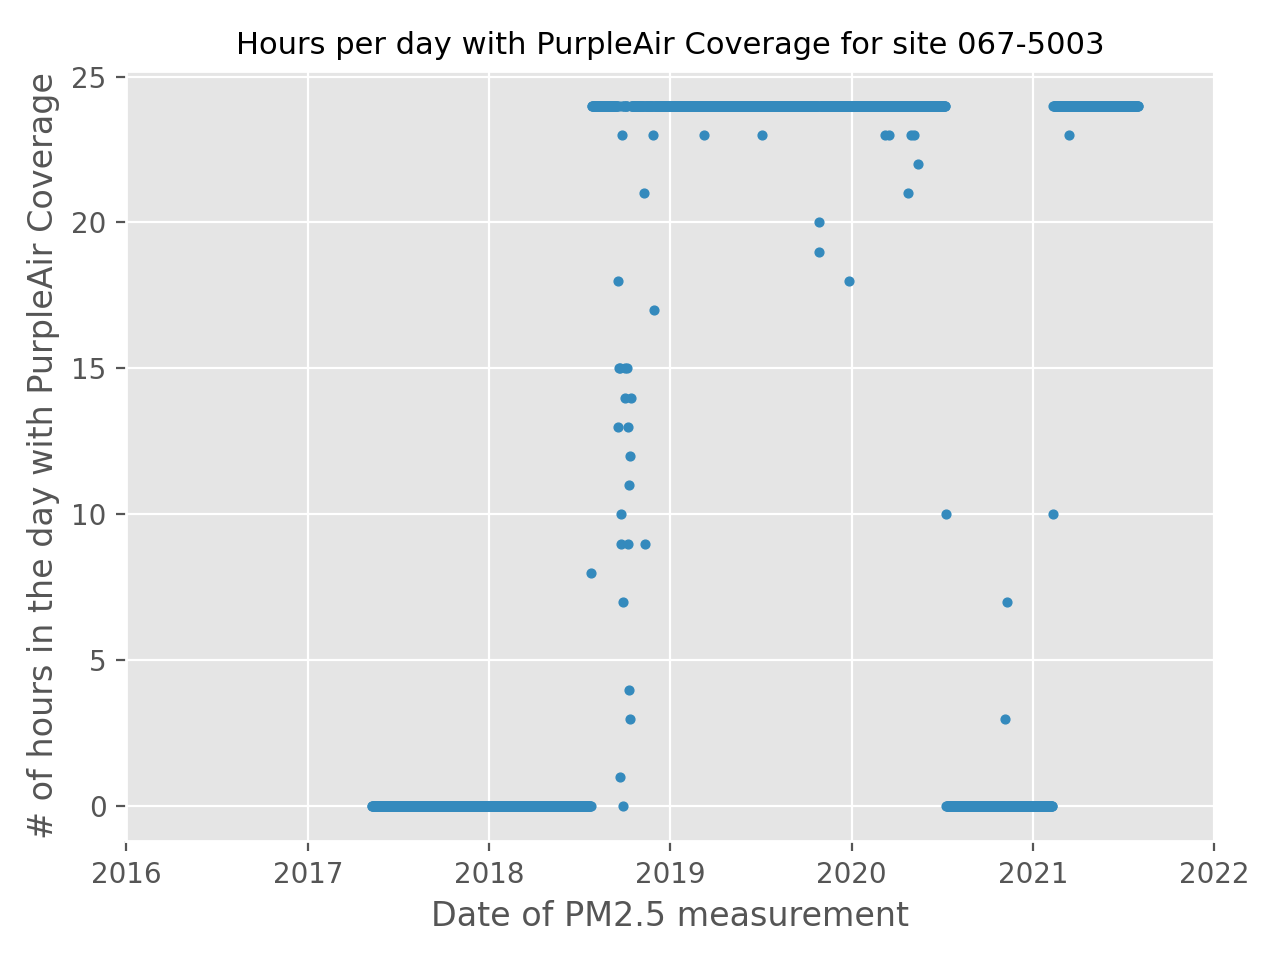 Hours per day with PurpleAir Coverage for site 067-5003
# of hours in the day with PurpleAir Coverage
25
20
15
10
5
0
2016 2017 2018 2019 2020 2021 2022
Date of PM2.5 measurement